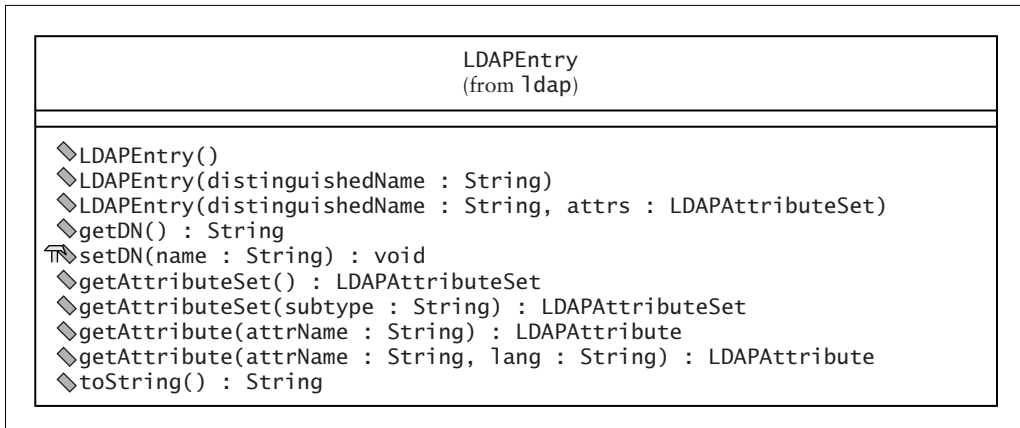 LDAPEntry
(from ldap)
LDAPEntry()
LDAPEntry(distinguishedName : String)
LDAPEntry(distinguishedName : String, attrs : LDAPAttributeSet)
getDN() : String
setDN(name : String) : void
getAttributeSet() : LDAPAttributeSet
getAttributeSet(subtype : String) : LDAPAttributeSet
getAttribute(attrName : String) : LDAPAttribute
getAttribute(attrName : String, lang : String) : LDAPAttribute
toString() : String